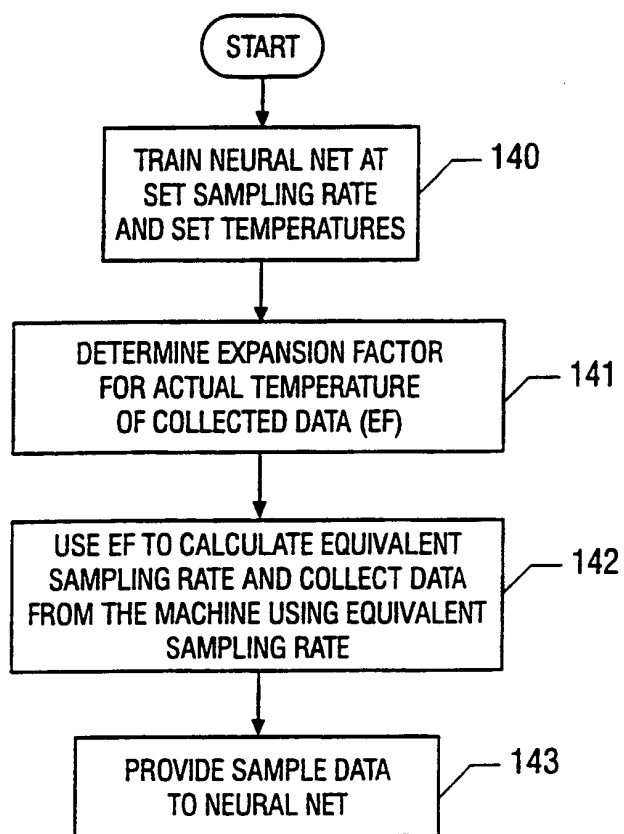 START
TRAIN NEURAL NET AT
SET SAMPLING RATE
AND SET TEMPERATURES
140
DETERMINE EXPANSION FACTOR
FOR ACTUAL TEMPERATURE
OF COLLECTED DATA (EF)
141
USE EF TO CALCULATE EQUIVALENT
SAMPLING RATE AND COLLECT DATA
FROM THE MACHINE USING EQUIVALENT
SAMPLING RATE
142
PROVIDE SAMPLE DATA
TO NEURAL NET
143